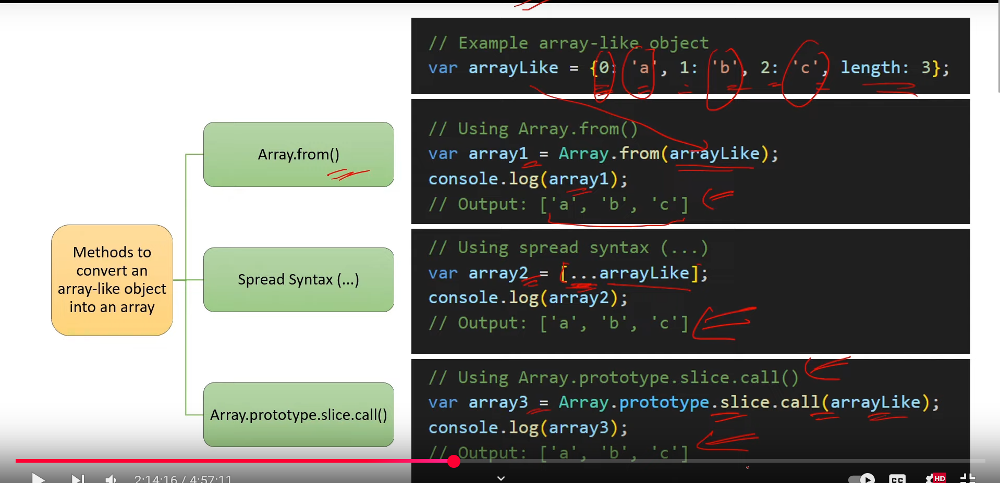 Methods to
convert an
array-like object
into an array
Array.from()
Spread Syntax (...)
Array.prototype.slice.call()
// Example array-like object
var arrayLike = {0: 'a', 1: 'b', 2: 'c', length: 3};
// Using Array.from()
var array1 = Array.from(arrayLike);
console.log(array1);
// Output: ['a', 'b', 'c']
// Using spread syntax (...)
var array2 = [...arrayLike];
console.log(array2);
// Output: ['a', 'b', 'c']
// Using Array.prototype.slice.call()
var array3 = Array.prototype.slice.call(arrayLike);
console.log(array3);
// Output: ['a', 'b', 'c']
2:14:16 / 4:57:11
CC
HD